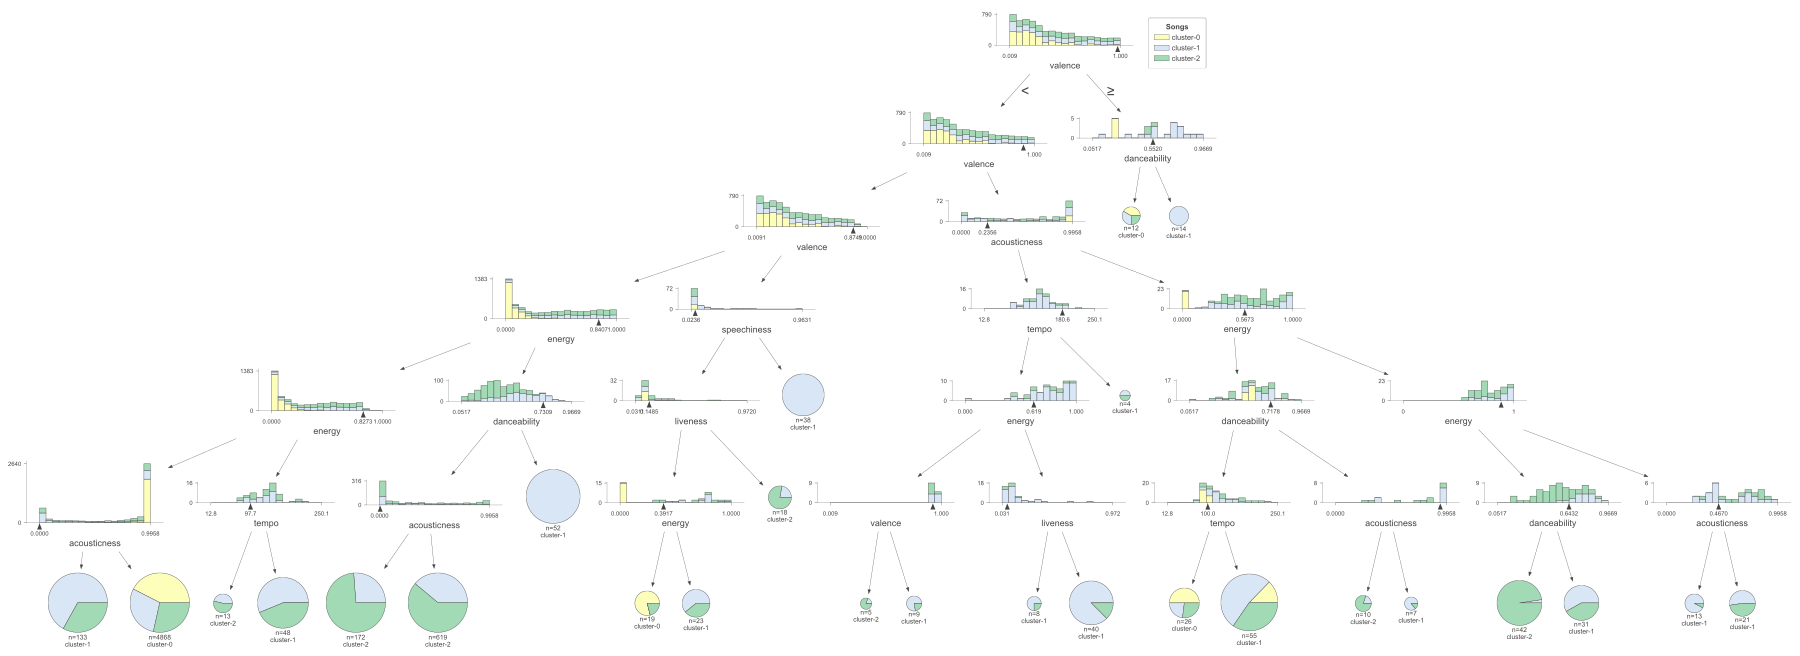 790
0
0.009
1.000
valence
Songs
cluster-0
cluster-1
cluster-2
<
≥
790
0
0.009
1.000
valence
5
0
0.0517
0.5520
0.9669
danceability
790
0
0.0091
valence
72
0
0.0000
0.2356
0.9958
acousticness
n=12
cluster-0
n=14
cluster-1
1383
0
0.0000
0.8407
1.0000
energy
72
0
0.0236
0.9631
speechiness
16
0
12.8
180.6
250.1
tempo
23
0
0.0000
0.5673
1.0000
energy
1383
0
0.0000
0.8273
1.0000
energy
100
0
0.0517
0.7309
0.9669
danceability
32
0
0.1485
0.9720
liveness
n=38
cluster-1
10
0
0.000
0.619
1.000
energy
n=4
cluster-1
17
0
0.0517
0.7178
0.9669
danceability
23
0
0
1
energy
2640
0
0.0000
0.9958
acousticness
16
0
12.8
97.7
250.1
tempo
316
0
0.0000
0.9958
acousticness
n=52
cluster-1
15
0
0.0000
0.3917
1.0000
energy
n=18
cluster-2
9
0
0.009
1.000
valence
14
0
0.031
0.972
liveness
20
0
12.8
100.0
250.1
tempo
8
0
0.0000
0.9958
acousticness
9
0
0.0517
0.6432
0.9669
danceability
6
0
0.0000
0.4670
0.9958
acousticness
n=133
cluster-1
n=4868
cluster-0
n=13
cluster-2
n=48
cluster-1
n=172
cluster-2
n=619
cluster-2
n=19
cluster-0
n=23
cluster-1
n=5
cluster-2
n=9
cluster-1
n=8
cluster-1
n=40
cluster-1
n=26
cluster-0
n=55
cluster-1
n=10
cluster-2
n=7
cluster-1
n=42
cluster-2
n=31
cluster-1
n=13
cluster-1
n=21
cluster-1